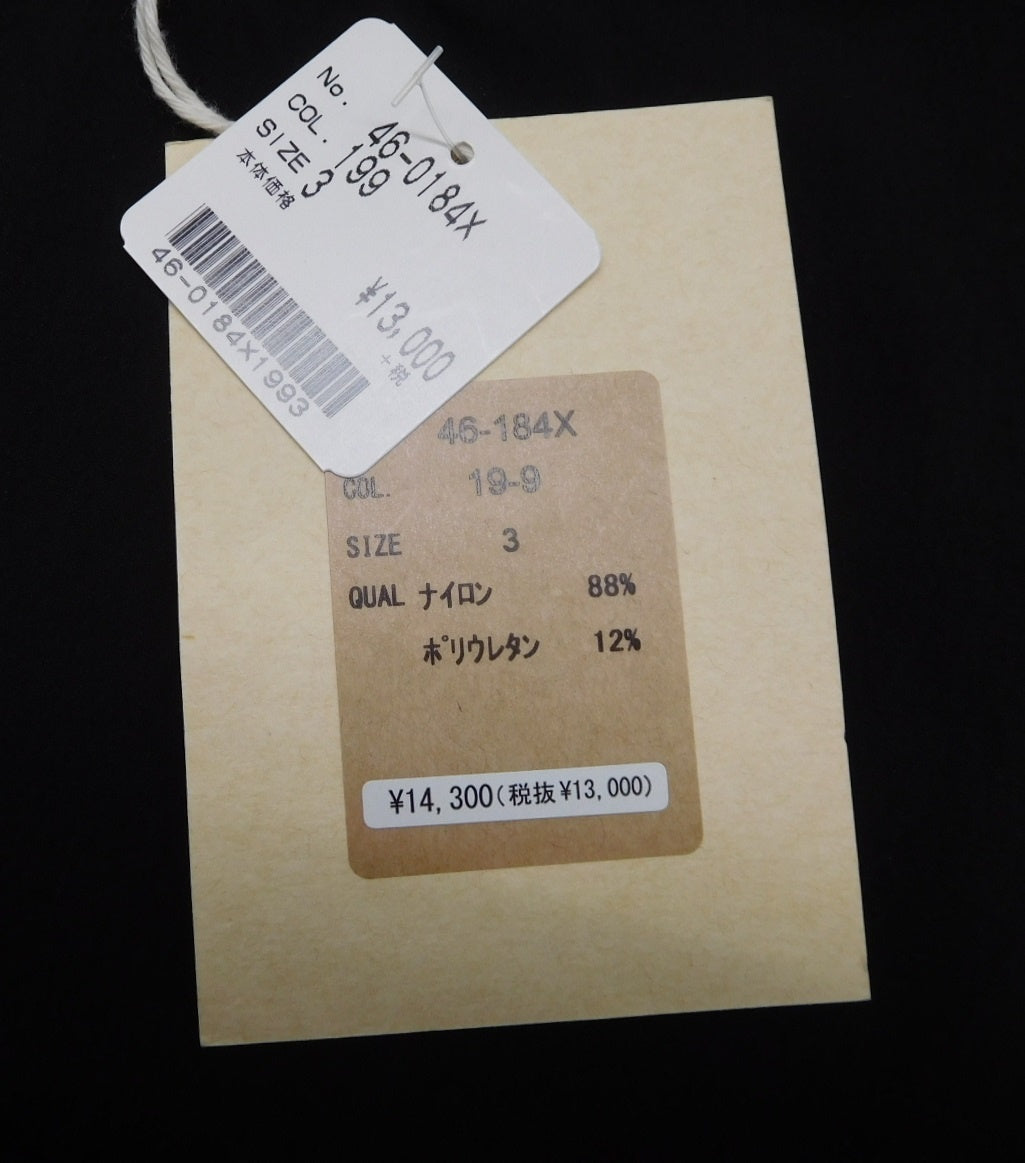 No. 46-0184X
COL. 199
SIZE 3
本体価格
¥13,000
+税
46-0184X1993
46-184X
COL. 19-9
SIZE 3
QUAL ナイロン 88%
ポリウレタン 12%
¥14,300(税抜¥13,000)